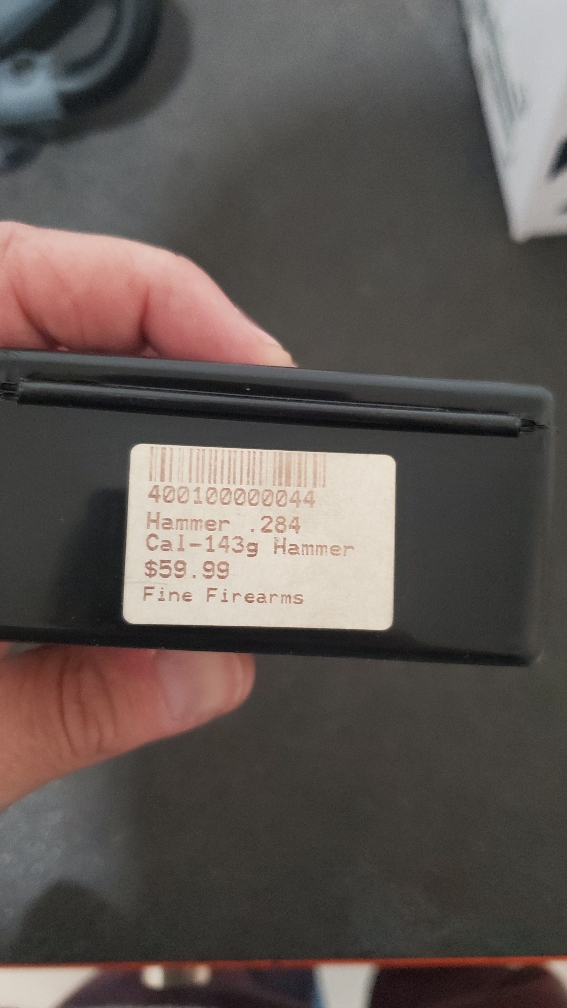 400100000044
Hammer .284
Cal-143g Hammer
$59.99
Fine Firearms